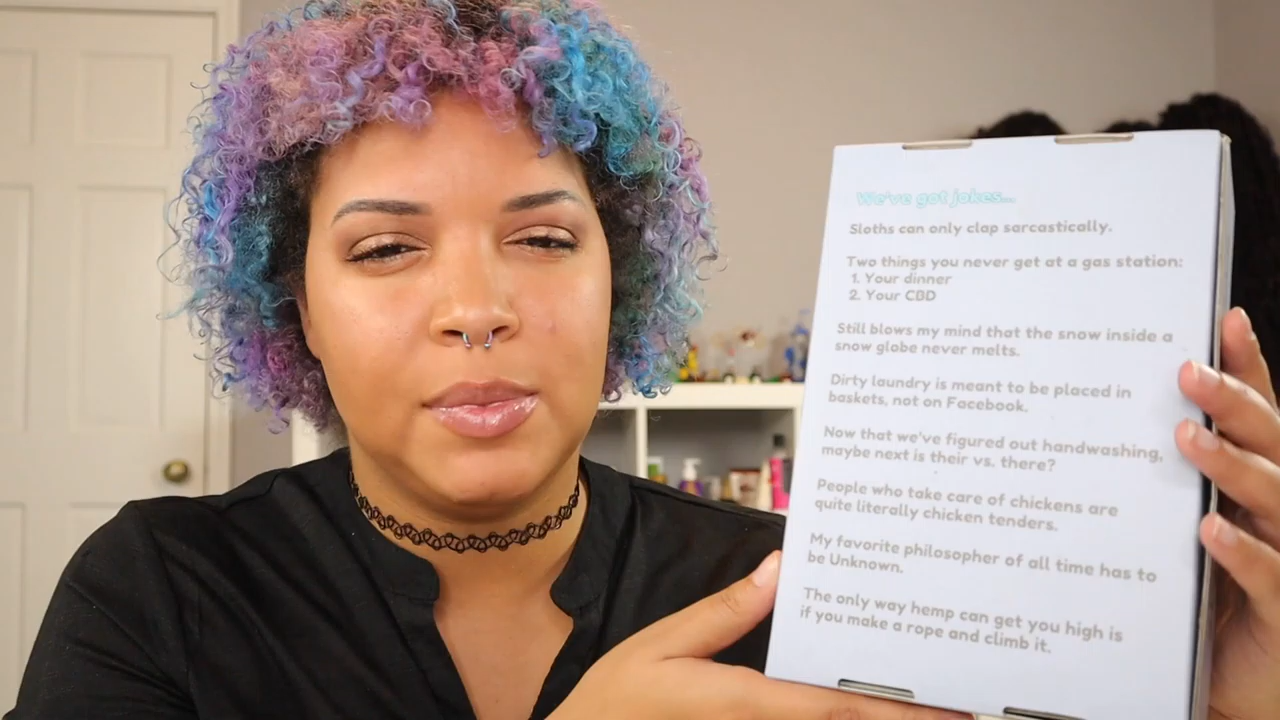 We've got jokes...
Sloths can only clap sarcastically.
Two things you never get at a gas station:
1. Your dinner
2. Your CBD
Still blows my mind that the snow inside a
snow globe never melts.
Dirty laundry is meant to be placed in
baskets, not on Facebook.
Now that we've figured out handwashing,
maybe next is their vs. there?
People who take care of chickens are
quite literally chicken tenders.
My favorite philosopher of all time has to
be Unknown.
The only way hemp can get you high is
if you make a rope and climb it.